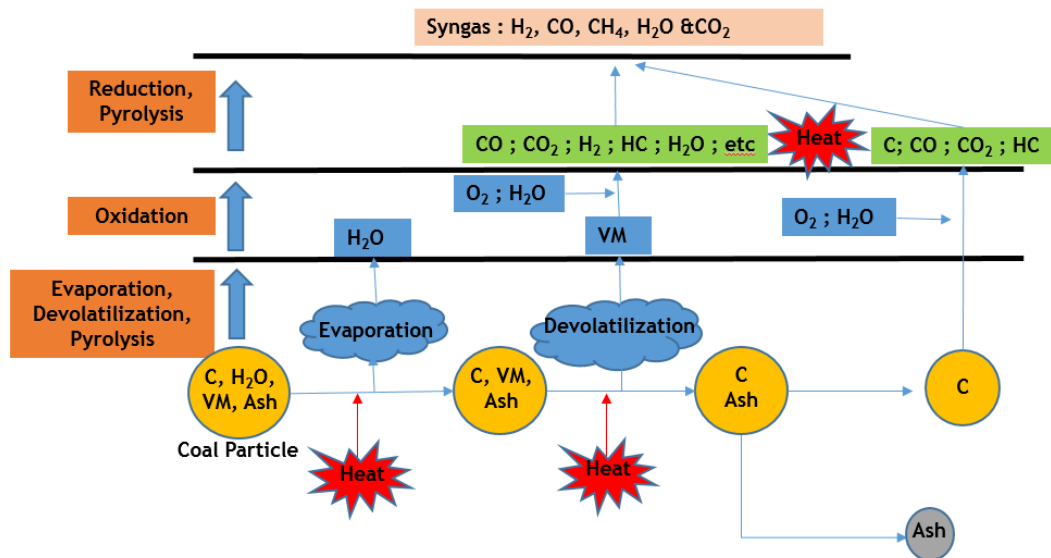 Syngas : H₂, CO, CH₄, H₂O &CO₂
Reduction,
Pyrolysis
CO ; CO₂ ; H₂ ; HC ; H₂O ; etc
Heat
C; CO ; CO₂ ; HC
Oxidation
O₂ ; H₂O
O₂ ; H₂O
H₂O
VM
Evaporation,
Devolatilization,
Pyrolysis
Evaporation
Devolatilization
C, H₂O,
VM, Ash
C, VM,
Ash
C
Ash
C
Coal Particle
Heat
Heat
Ash